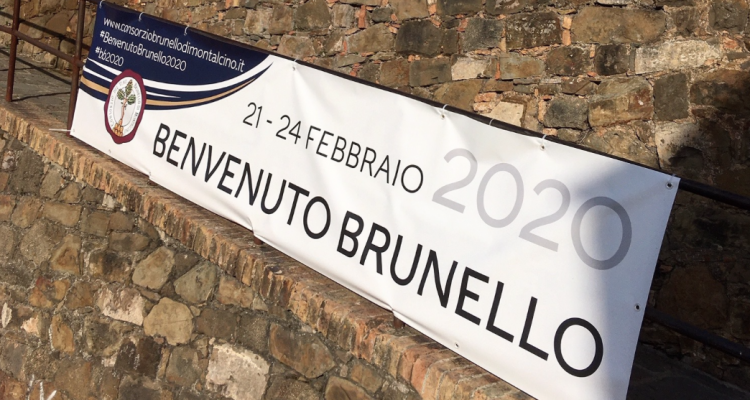 www.consorziobrunellodimontalcino.it
#BenvenutoBrunello2020
#bb2020
21 - 24 FEBBRAIO 2020
BENVENUTO BRUNELLO